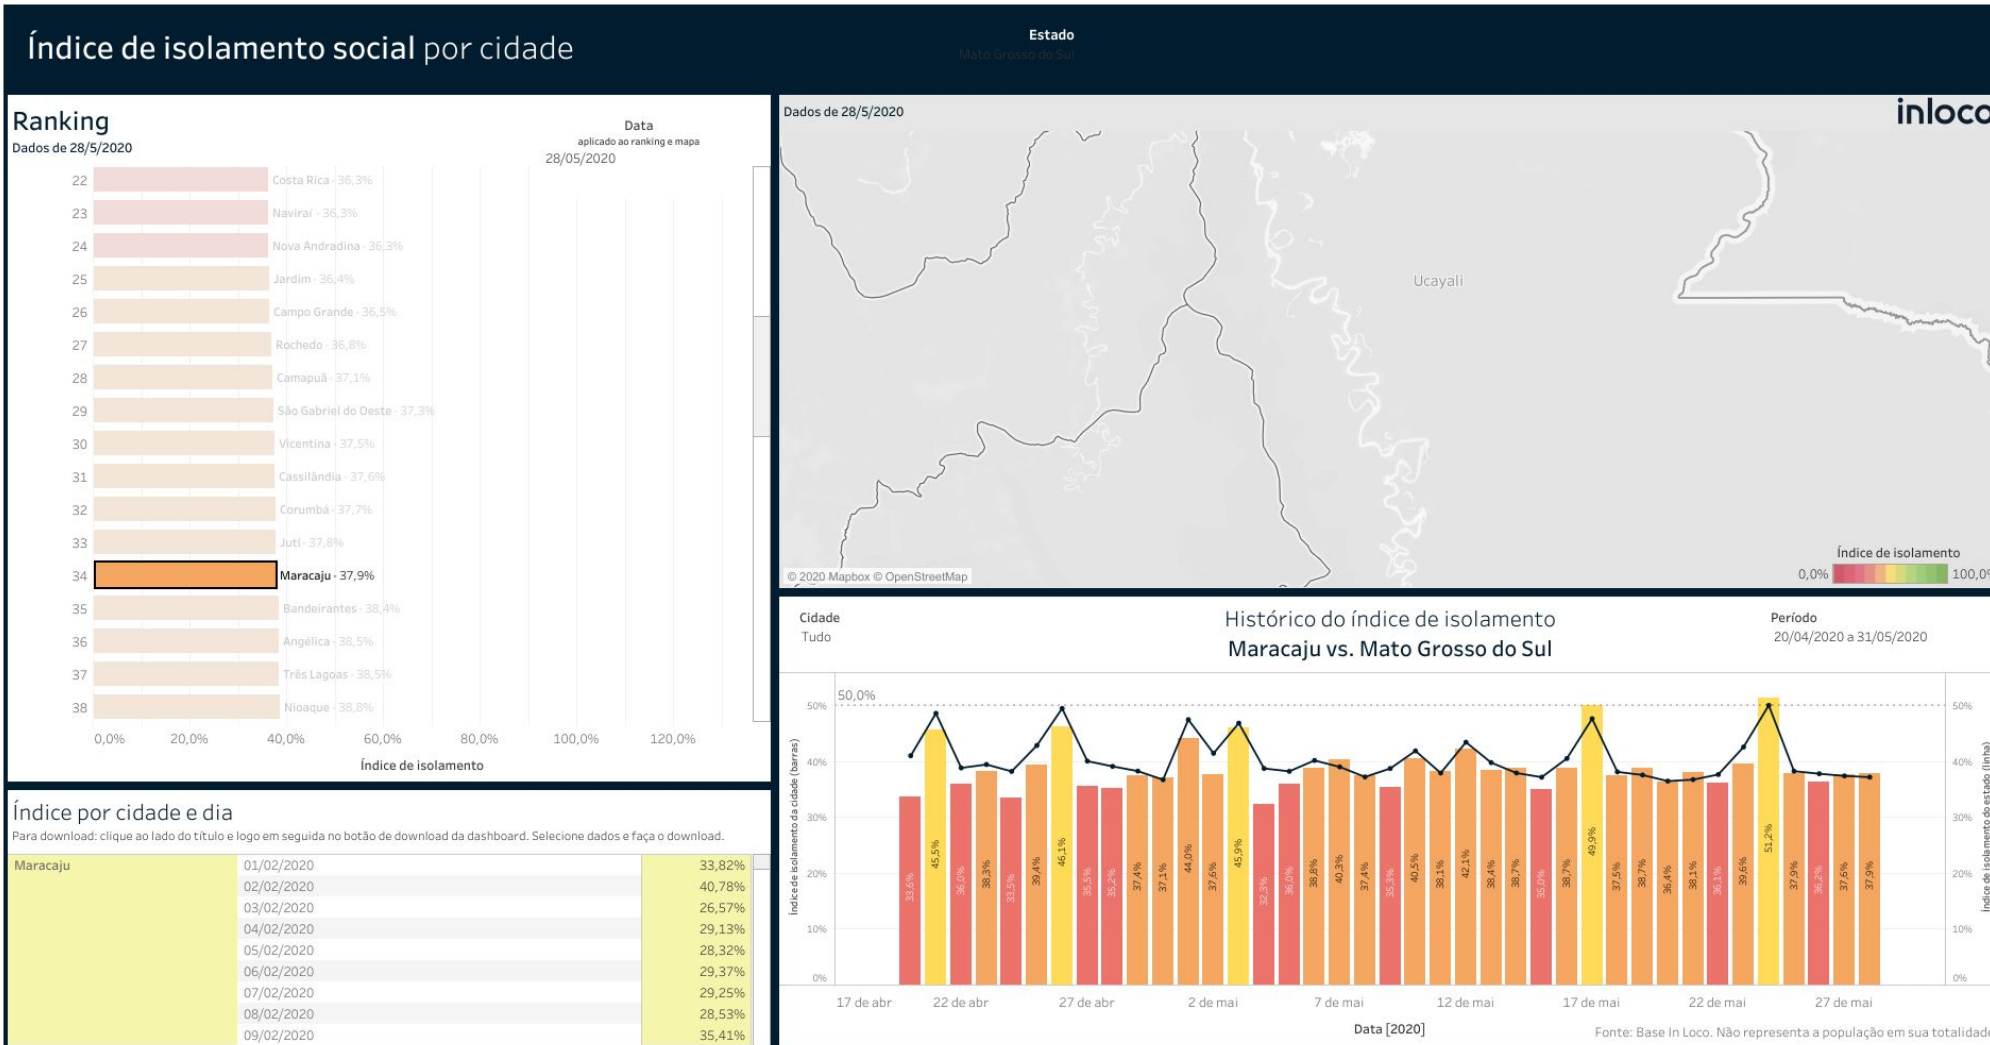 Índice de isolamento social por cidade
Estado
Mato Grosso do Sul
Ranking
Dados de 28/5/2020
Data
aplicado ao ranking e mapa
28/05/2020
22 Costa Rica - 36,3%
23 Naviraí - 36,3%
24 Nova Andradina - 36,3%
25 Jardim - 36,4%
26 Campo Grande - 36,5%
27 Rochedo - 36,8%
28 Camapuã - 37,1%
29 São Gabriel do Oeste - 37,3%
30 Vicentina - 37,5%
31 Cassilândia - 37,6%
32 Corumbá - 37,7%
33 Juti - 37,8%
34 Maracaju - 37,9%
35 Bandeirantes - 38,4%
36 Angélica - 38,5%
37 Três Lagoas - 38,5%
38 Nioaque - 38,8%
0,0% 20,0% 40,0% 60,0% 80,0% 100,0% 120,0%
Índice de isolamento
Índice por cidade e dia
Para download: clique ao lado do título e logo em seguida no botão de download da dashboard. Selecione dados e faça o download.
Maracaju 01/02/2020 33,82%
02/02/2020 40,78%
03/02/2020 26,57%
04/02/2020 29,13%
05/02/2020 28,32%
06/02/2020 29,37%
07/02/2020 29,25%
08/02/2020 28,53%
09/02/2020 35,41%
Dados de 28/5/2020
inloco
Ucayali
© 2020 Mapbox © OpenStreetMap
Índice de isolamento
0,0% 100,0%
Cidade
Tudo
Histórico do índice de isolamento
Maracaju vs. Mato Grosso do Sul
Período
20/04/2020 a 31/05/2020
50,0%
Índice de isolamento da cidade (barras)
50%
40%
30%
20%
10%
0%
33,6% 45,5% 36,0% 38,3% 33,5% 39,4% 46,1% 35,5% 35,2% 37,4% 37,1% 44,0% 37,6% 45,9% 32,3% 36,0% 38,8% 40,3% 37,4% 35,3% 40,5% 38,1% 42,1% 38,4% 38,7% 35,0% 38,7% 49,9% 37,5% 38,7% 36,4% 38,1% 36,1% 39,6% 51,2% 37,9% 36,2% 37,6% 37,9%
50%
40%
30%
20%
10%
0%
Índice de isolamento do estado (linha)
17 de abr 22 de abr 27 de abr 2 de mai 7 de mai 12 de mai 17 de mai 22 de mai 27 de mai
Data [2020]
Fonte: Base In Loco. Não representa a população em sua totalidade